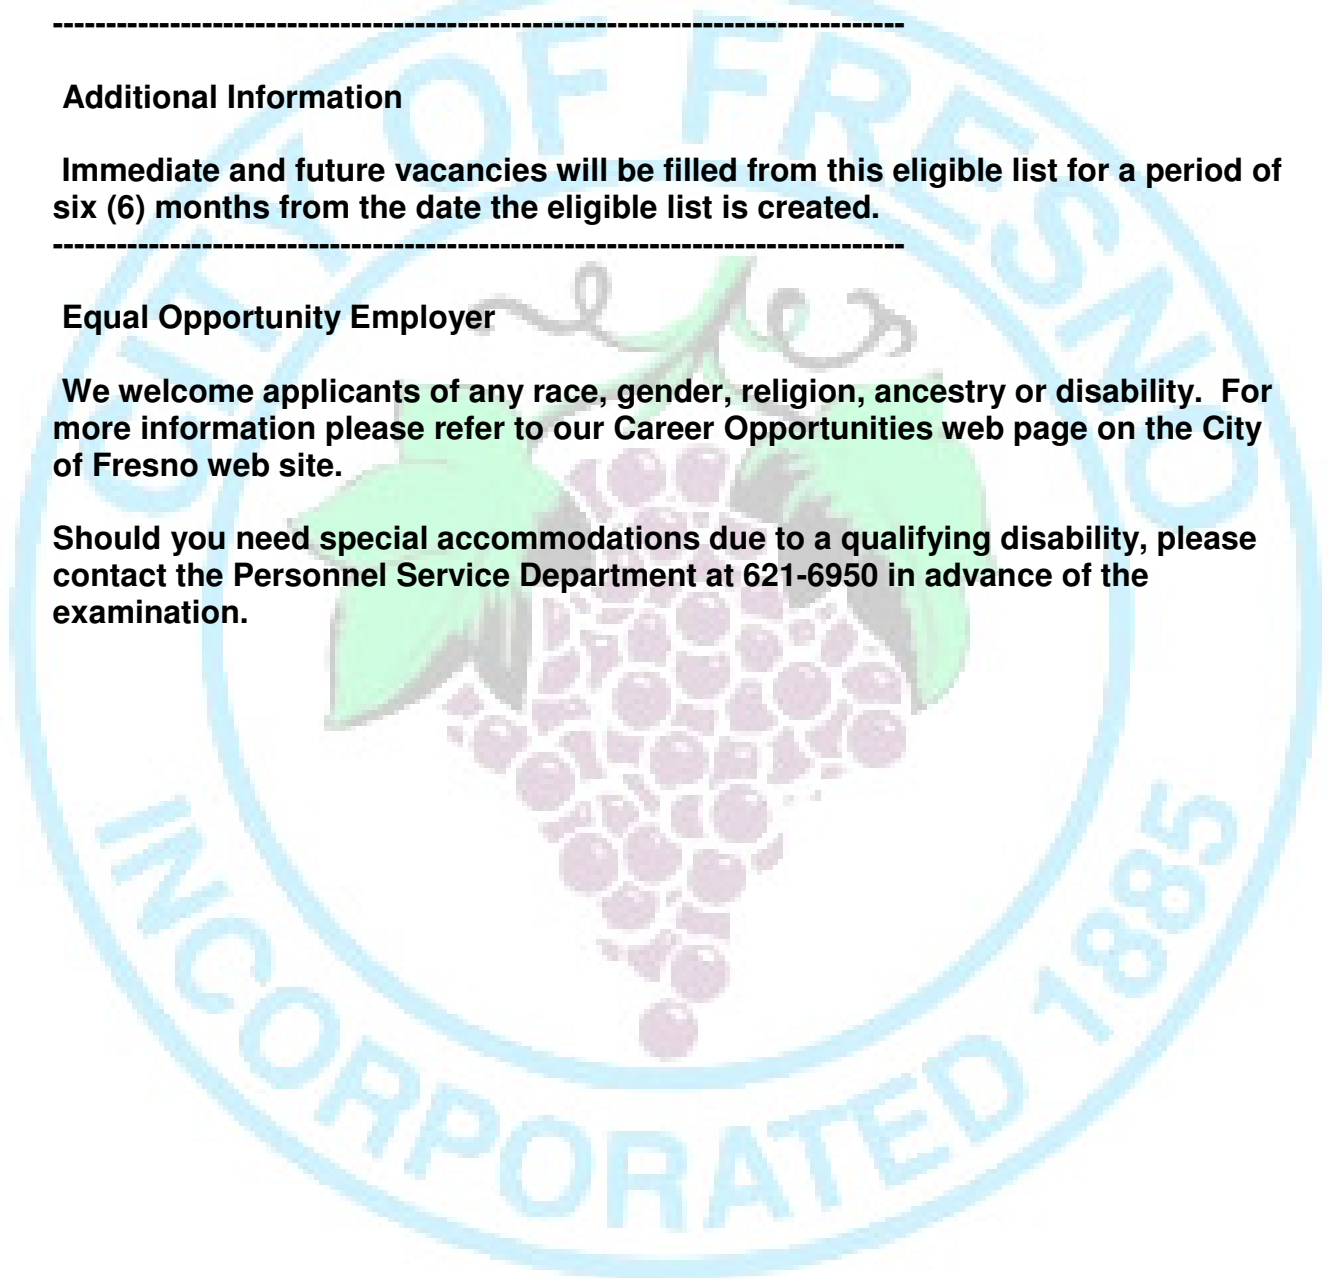 --------------------------------------------------------------------------------
Additional Information
Immediate and future vacancies will be filled from this eligible list for a period of
six (6) months from the date the eligible list is created.
--------------------------------------------------------------------------------
Equal Opportunity Employer
We welcome applicants of any race, gender, religion, ancestry or disability.  For
more information please refer to our Career Opportunities web page on the City
of Fresno web site.
Should you need special accommodations due to a qualifying disability, please
contact the Personnel Service Department at 621-6950 in advance of the
examination.
CITY OF FRESNO
INCORPORATED 1885